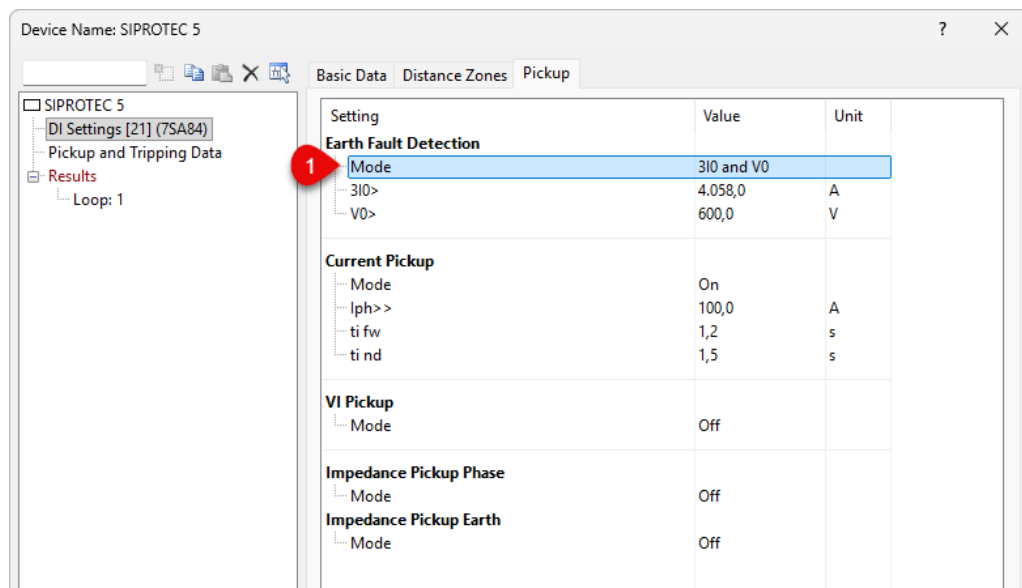 Device Name: SIPROTEC 5 ?
Basic Data Distance Zones Pickup
SIPROTEC 5
DI Settings [21] (7SA84)
Pickup and Tripping Data
Results
Loop: 1
Setting Value Unit
Earth Fault Detection
1 Mode 3I0 and V0
3I0> 4.058,0 A
V0> 600,0 V
Current Pickup
Mode On
Iph>> 100,0 A
ti fw 1,2 s
ti nd 1,5 s
VI Pickup
Mode Off
Impedance Pickup Phase
Mode Off
Impedance Pickup Earth
Mode Off